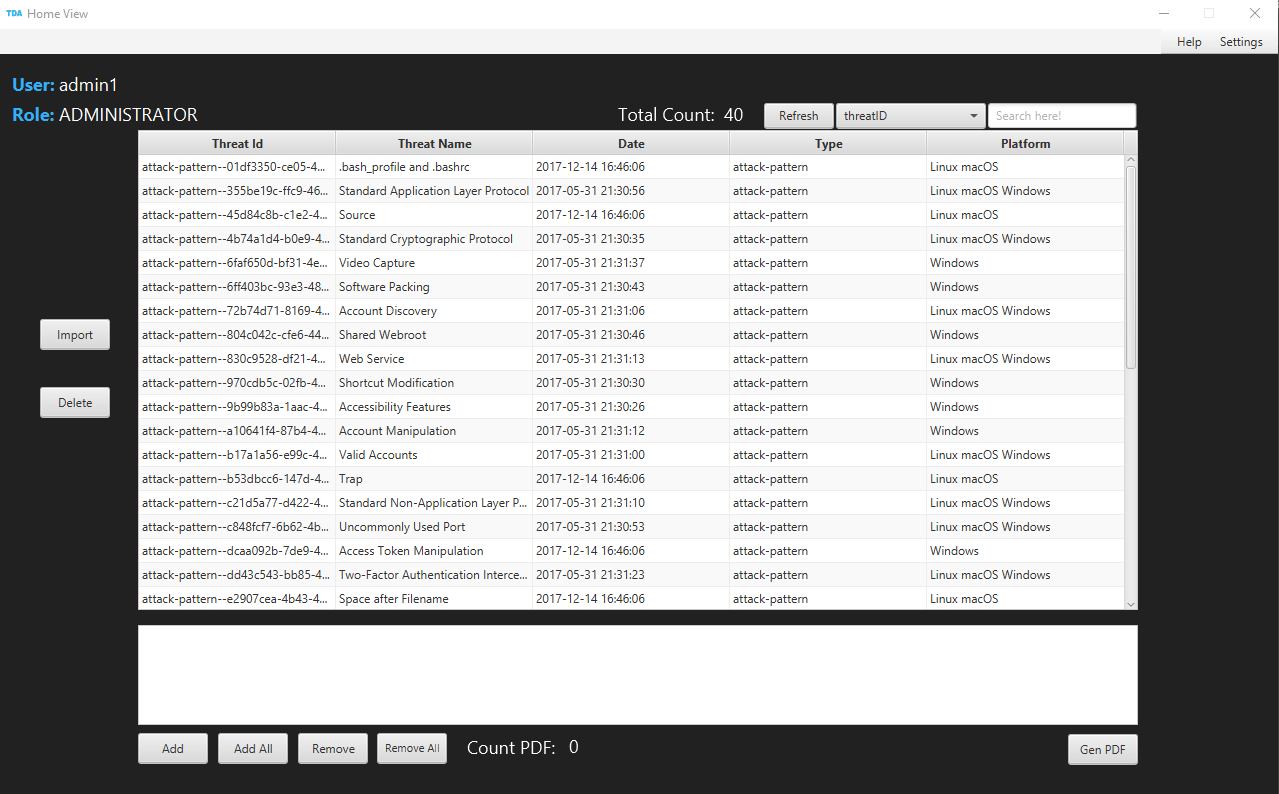 TDA Home View
Help Settings
User: admin1
Role: ADMINISTRATOR Total Count: 40 Refresh threatID Search here!
Threat Id Threat Name Date Type Platform
attack-pattern--01df3350-ce05-4... .bash_profile and .bashrc 2017-12-14 16:46:06 attack-pattern Linux macOS
attack-pattern--355be19c-ffc9-46... Standard Application Layer Protocol 2017-05-31 21:30:56 attack-pattern Linux macOS Windows
attack-pattern--45d84c8b-c1e2-4... Source 2017-12-14 16:46:06 attack-pattern Linux macOS
attack-pattern--4b74a1d4-b0e9-4... Standard Cryptographic Protocol 2017-05-31 21:30:35 attack-pattern Linux macOS Windows
attack-pattern--6faf650d-bf31-4e... Video Capture 2017-05-31 21:31:37 attack-pattern Windows
attack-pattern--6ff403bc-93e3-48... Software Packing 2017-05-31 21:30:43 attack-pattern Windows
attack-pattern--72b74d71-8169-4... Account Discovery 2017-05-31 21:31:06 attack-pattern Linux macOS Windows
Import
attack-pattern--804c042c-cfe6-44... Shared Webroot 2017-05-31 21:30:46 attack-pattern Windows
attack-pattern--830c9528-df21-4... Web Service 2017-05-31 21:31:13 attack-pattern Linux macOS Windows
attack-pattern--970cdb5c-02fb-4... Shortcut Modification 2017-05-31 21:30:30 attack-pattern Windows
Delete
attack-pattern--9b99b83a-1aac-4... Accessibility Features 2017-05-31 21:30:26 attack-pattern Windows
attack-pattern--a10641f4-87b4-4... Account Manipulation 2017-05-31 21:31:12 attack-pattern Windows
attack-pattern--b17a1a56-e99c-4... Valid Accounts 2017-05-31 21:31:00 attack-pattern Linux macOS Windows
attack-pattern--b53dbcc6-147d-4... Trap 2017-12-14 16:46:06 attack-pattern Linux macOS
attack-pattern--c21d5a77-d422-4... Standard Non-Application Layer P... 2017-05-31 21:31:10 attack-pattern Linux macOS Windows
attack-pattern--c848fcf7-6b62-4b... Uncommonly Used Port 2017-05-31 21:30:53 attack-pattern Linux macOS Windows
attack-pattern--dcaa092b-7de9-4... Access Token Manipulation 2017-12-14 16:46:06 attack-pattern Windows
attack-pattern--dd43c543-bb85-4... Two-Factor Authentication Interce... 2017-05-31 21:31:23 attack-pattern Linux macOS Windows
attack-pattern--e2907cea-4b43-4... Space after Filename 2017-12-14 16:46:06 attack-pattern Linux macOS
Add Add All Remove Remove All Count PDF: 0 Gen PDF